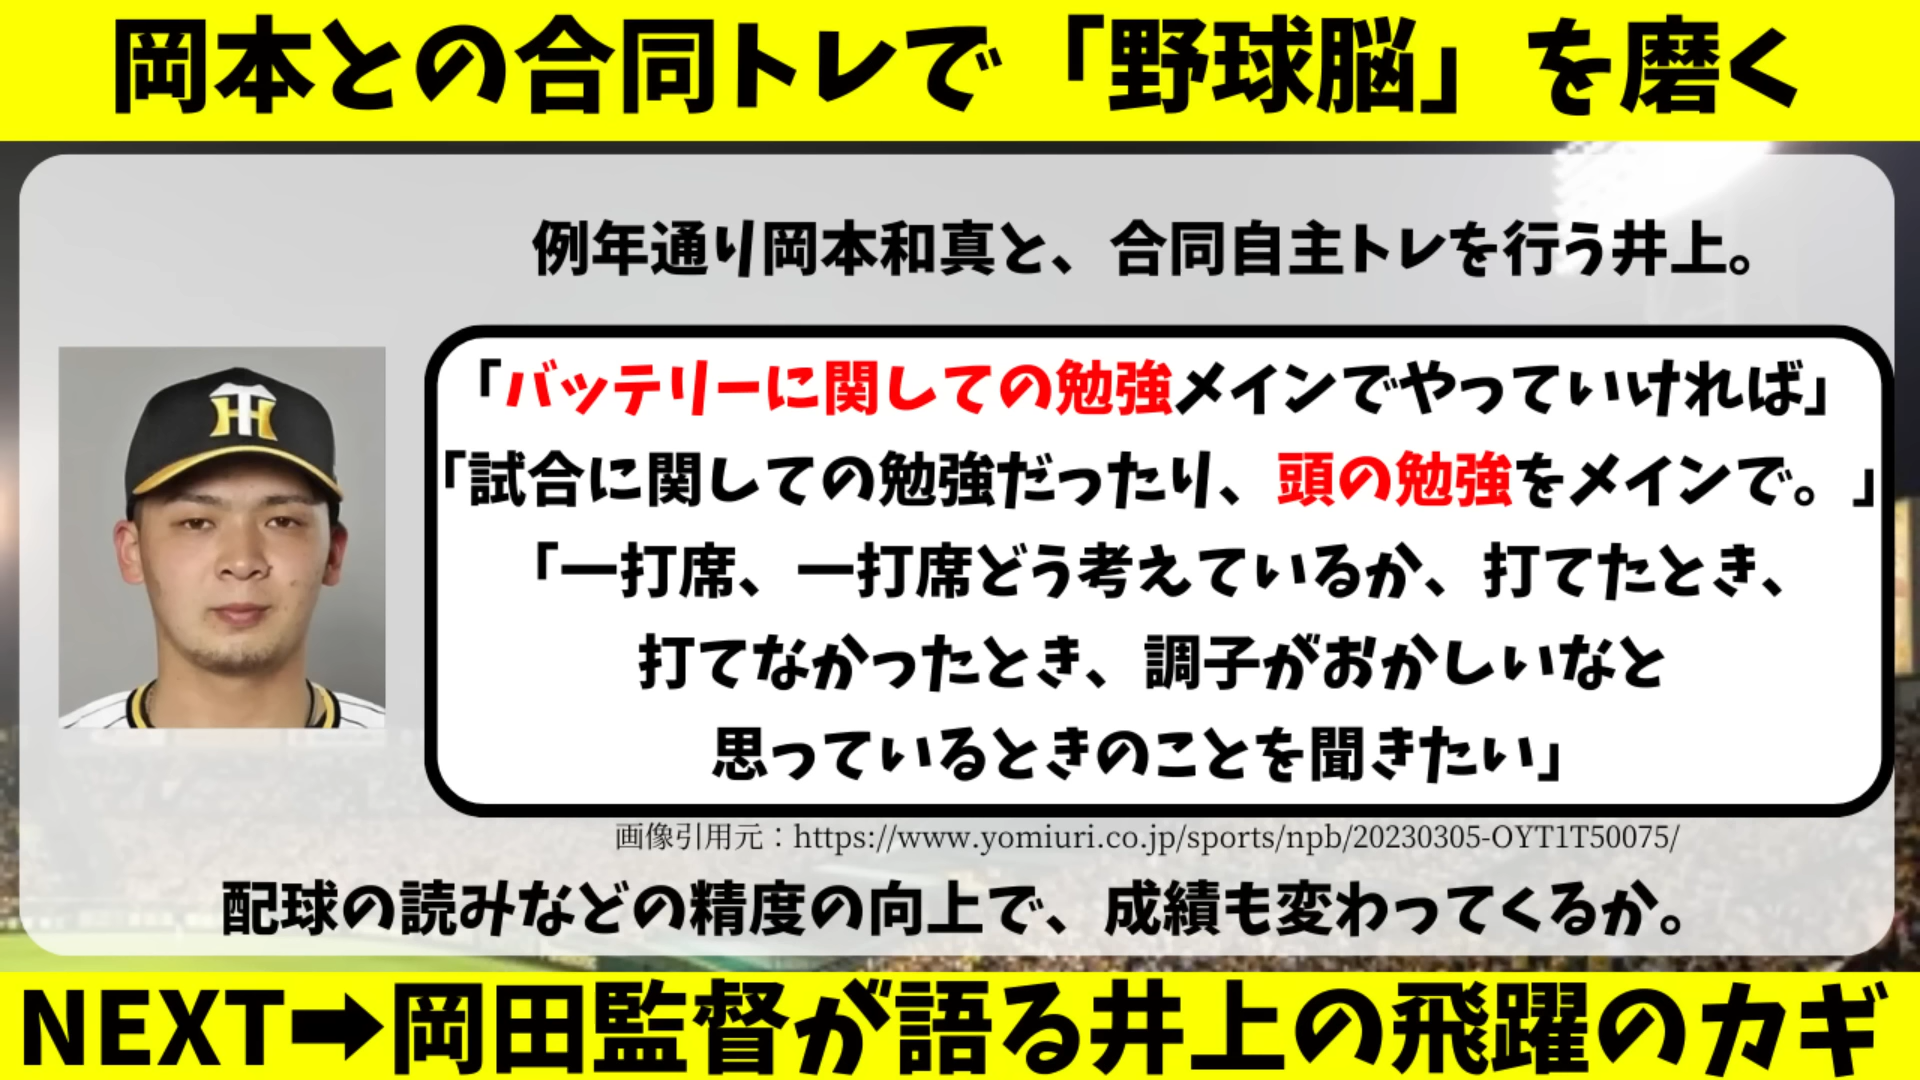 岡本との合同トレで「野球脳」を磨く
例年通り岡本和真と、合同自主トレを行う井上。
「バッテリーに関しての勉強メインでやっていければ」
「試合に関しての勉強だったり、頭の勉強をメインで。」
「一打席、一打席どう考えているか、打てたとき、
打てなかったとき、調子がおかしいなと
思っているときのことを聞きたい」
画像引用元：https://www.yomiuri.co.jp/sports/npb/20230305-OYT1T50075/
配球の読みなどの精度の向上で、成績も変わってくるか。
NEXT➡岡田監督が語る井上の飛躍のカギ